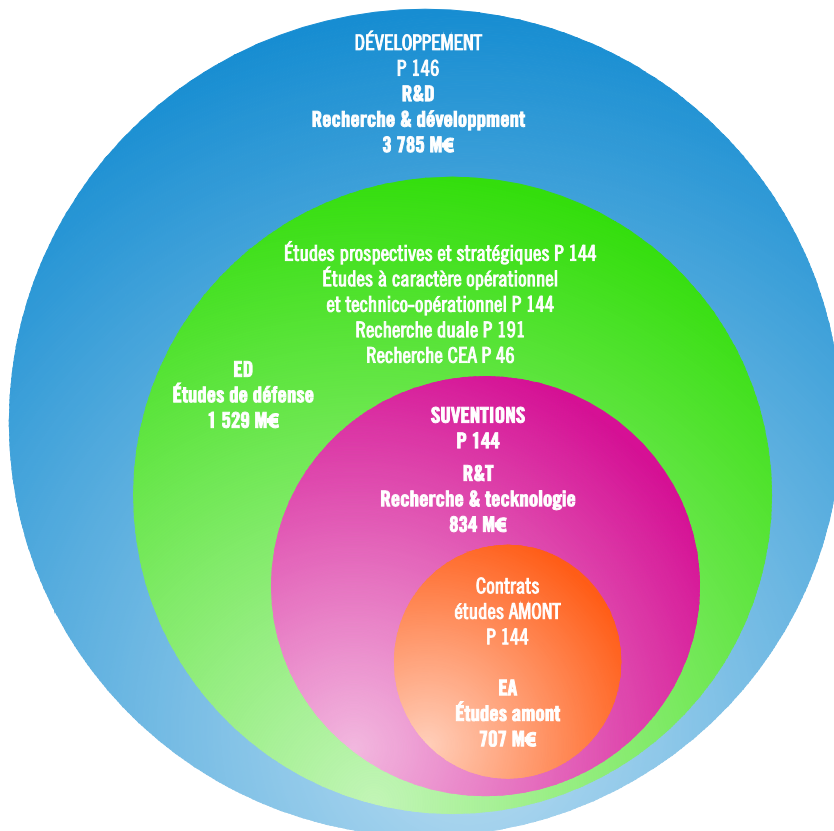 DÉVELOPPEMENT
P 146
R&D
Recherche & développment
3 785 M€
Études prospectives et stratégiques P 144
Études à caractère opérationnel
et technico-opérationnel P 144
Recherche duale P 191
Recherche CEA P 46
ED
Études de défense
1 529 M€
SUVENTIONS
P 144
R&T
Recherche & tecknologie
834 M€
Contrats
études AMONT
P 144
EA
Études amont
707 M€